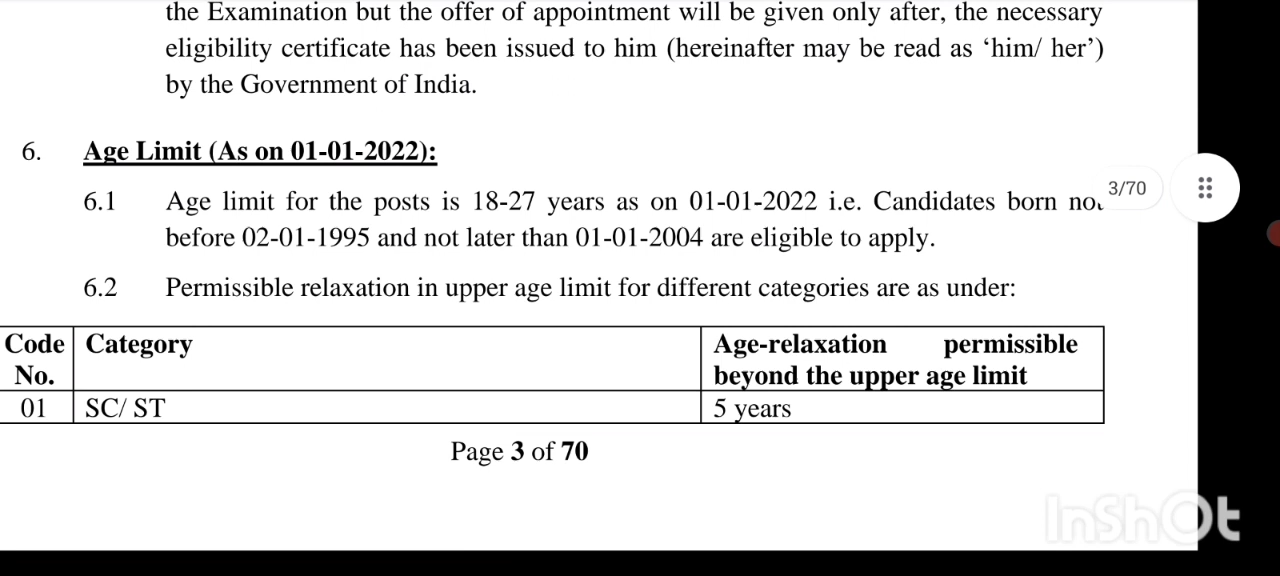 the Examination but the offer of appointment will be given only after, the necessary
eligibility certificate has been issued to him (hereinafter may be read as ‘him/ her’)
by the Government of India.
6. Age Limit (As on 01-01-2022):
6.1 Age limit for the posts is 18-27 years as on 01-01-2022 i.e. Candidates born not
before 02-01-1995 and not later than 01-01-2004 are eligible to apply.
3/70
6.2 Permissible relaxation in upper age limit for different categories are as under:
Code No. Category Age-relaxation permissible beyond the upper age limit
01 SC/ ST 5 years
Page 3 of 70
InShOt